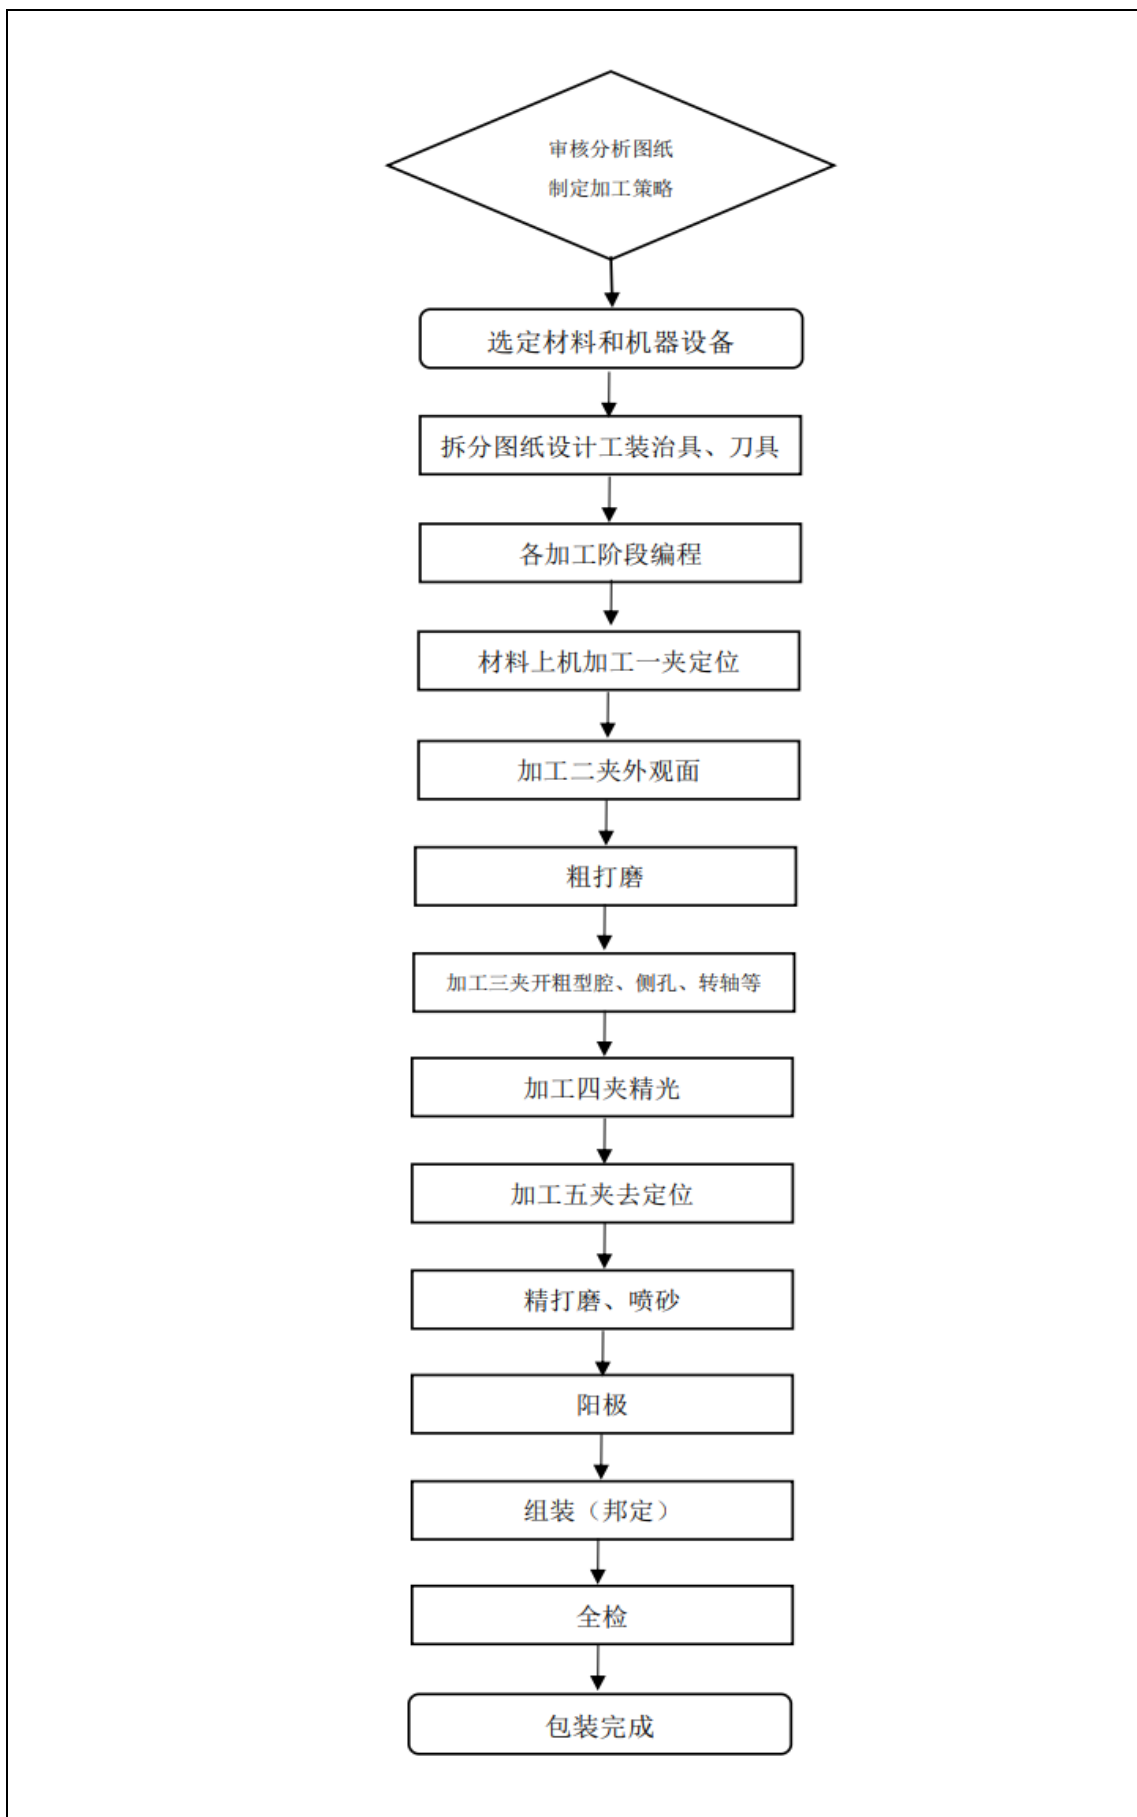 审核分析图纸
制定加工策略
选定材料和机器设备
拆分图纸设计工装治具、刀具
各加工阶段编程
材料上机加工一夹定位
加工二夹外观面
粗打磨
加工三夹开粗型腔、侧孔、转轴等
加工四夹精光
加工五夹去定位
精打磨、喷砂
阳极
组装（邦定）
全检
包装完成